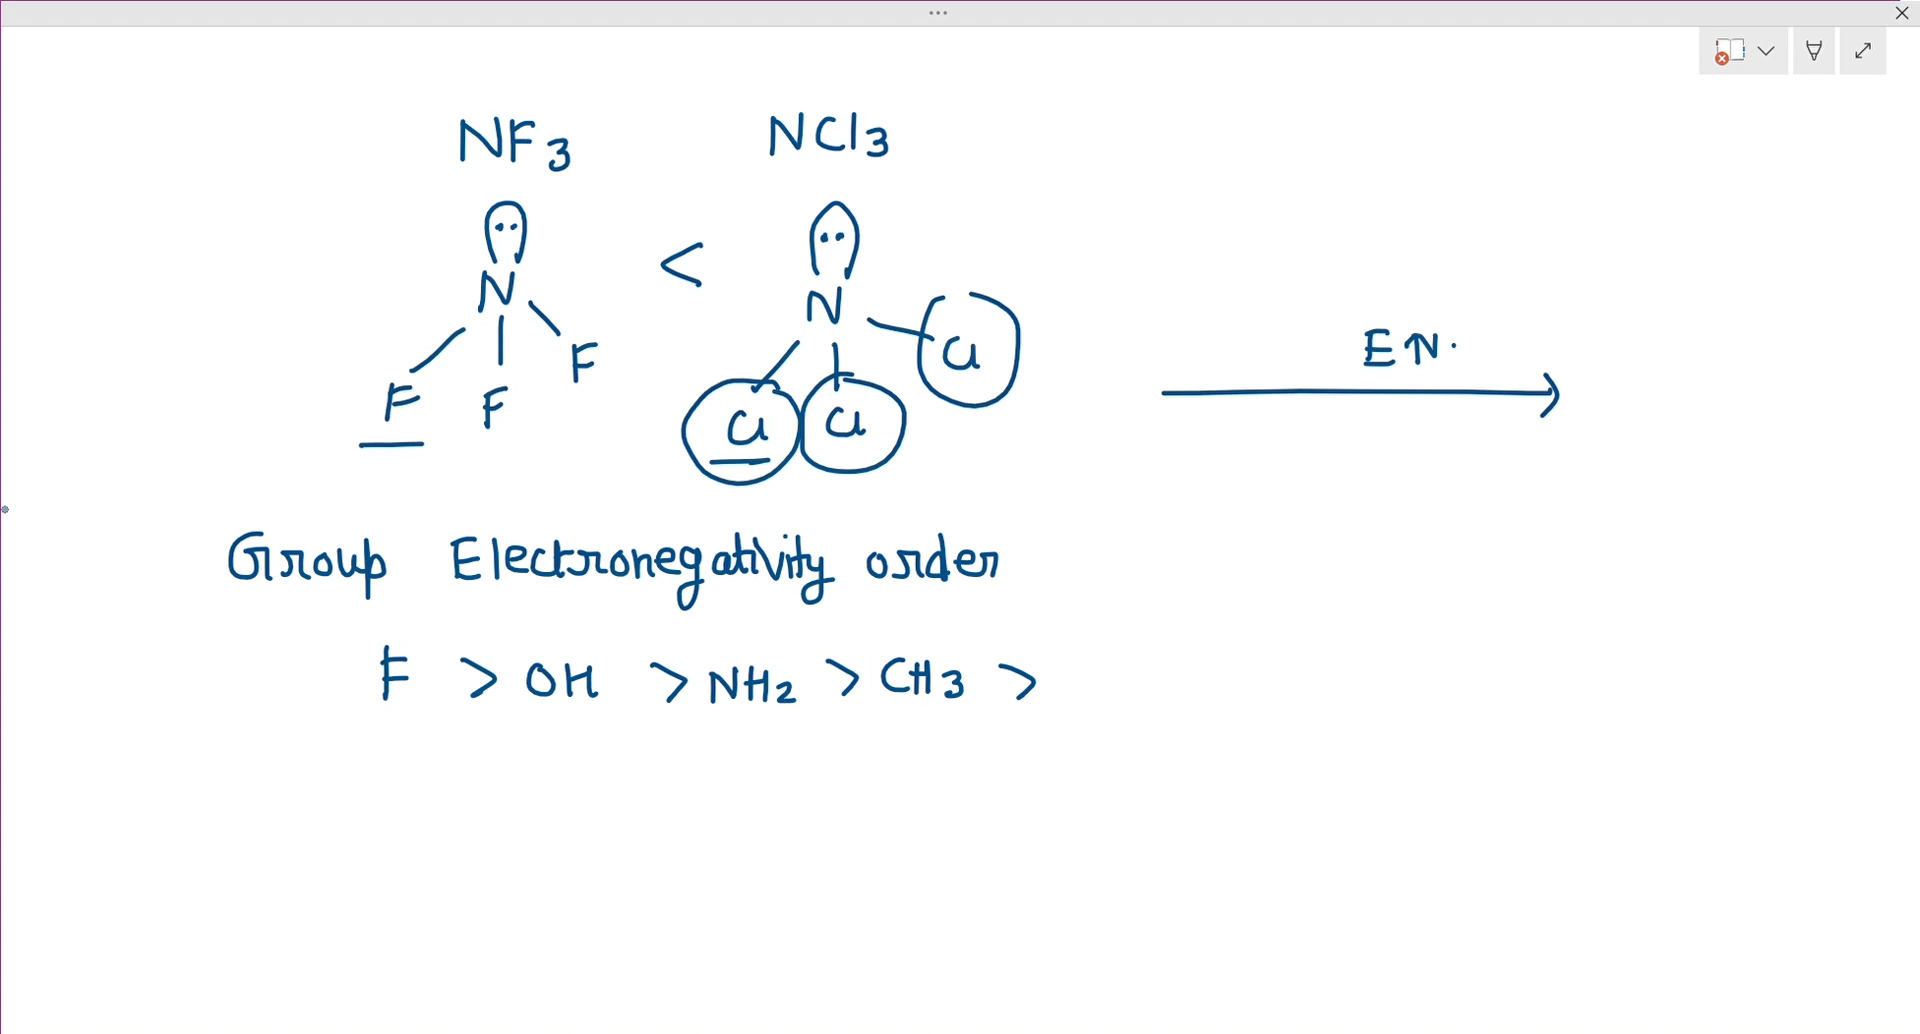 NF3 NCl3
N < N
F F F Cl Cl Cl
EN.
Group Electronegativity order
F > OH > NH2 > CH3 >